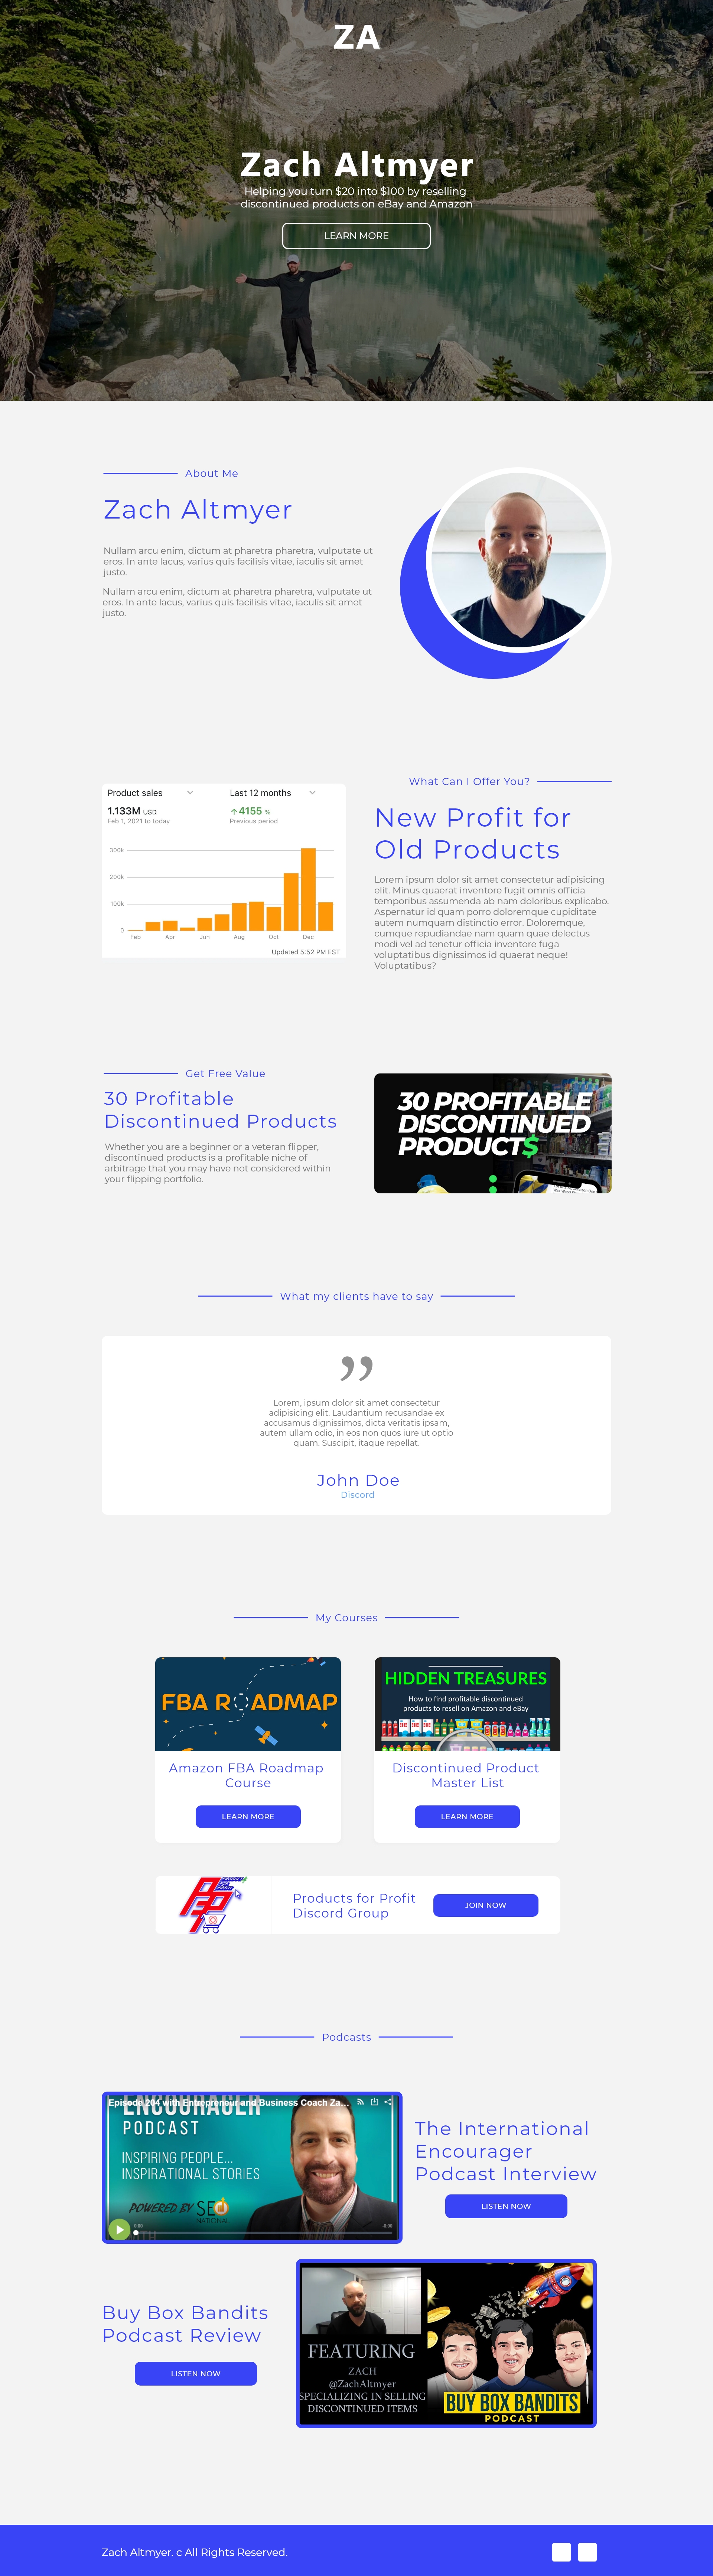 ZA
Zach Altmyer
Helping you turn $20 into $100 by reselling
discontinued products on eBay and Amazon
LEARN MORE
About Me
Zach Altmyer
Nullam arcu enim, dictum at pharetra pharetra, vulputate ut
eros. In ante lacus, varius quis facilisis vitae, iaculis sit amet
justo.
Nullam arcu enim, dictum at pharetra pharetra, vulputate ut
eros. In ante lacus, varius quis facilisis vitae, iaculis sit amet
justo.
Product sales
Last 12 months
1.133M USD
4155 %
Feb 1, 2021 to today
Previous period
300k
200k
100k
0
Feb Apr Jun Aug Oct Dec
Updated 5:52 PM EST
What Can I Offer You?
New Profit for
Old Products
Lorem ipsum dolor sit amet consectetur adipisicing
elit. Minus quaerat inventore fugit omnis officia
temporibus assumenda ab nam doloribus explicabo.
Aspernatur id quam porro doloremque cupiditate
autem numquam distinctio error. Doloremque,
cumque repudiandae nam quam quae delectus
modi vel ad tenetur officia inventore fuga
voluptatibus dignissimos id quaerat neque!
Voluptatibus?
Get Free Value
30 Profitable
Discontinued Products
Whether you are a beginner or a veteran flipper,
discontinued products is a profitable niche of
arbitrage that you may have not considered within
your flipping portfolio.
30 PROFITABLE
DISCONTINUED
PRODUCT$
What my clients have to say
”
Lorem, ipsum dolor sit amet consectetur
adipisicing elit. Laudantium recusandae ex
accusamus dignissimos, dicta veritatis ipsam,
autem ullam odio, in eos non quos iure ut optio
quam. Suscipit, itaque repellat.
John Doe
Discord
My Courses
FBA ROADMAP
Amazon FBA Roadmap
Course
LEARN MORE
HIDDEN TREASURES
How to find profitable discontinued
products to resell on Amazon and eBay
Discontinued Product
Master List
LEARN MORE
Products for Profit
Discord Group
JOIN NOW
Podcasts
Episode 204 with Entrepreneur and Business Coach Za...
ENCOURAGER
PODCAST
INSPIRING PEOPLE...
INSPIRATIONAL STORIES
POWERED BY SEO
NATIONAL
The International
Encourager
Podcast Interview
LISTEN NOW
Buy Box Bandits
Podcast Review
LISTEN NOW
FEATURING
ZACH
@ZachAltmyer
SPECIALIZING IN SELLING
DISCONTINUED ITEMS
BUY BOX BANDITS
PODCAST
Zach Altmyer. c All Rights Reserved.